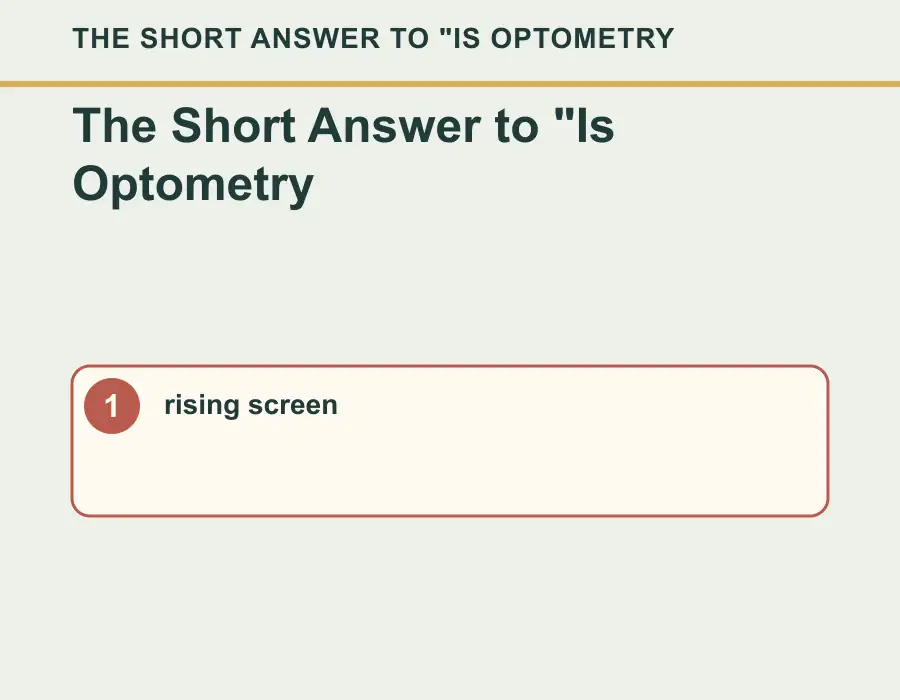 THE SHORT ANSWER TO "IS OPTOMETRY
The Short Answer to "Is
Optometry
1
rising screen